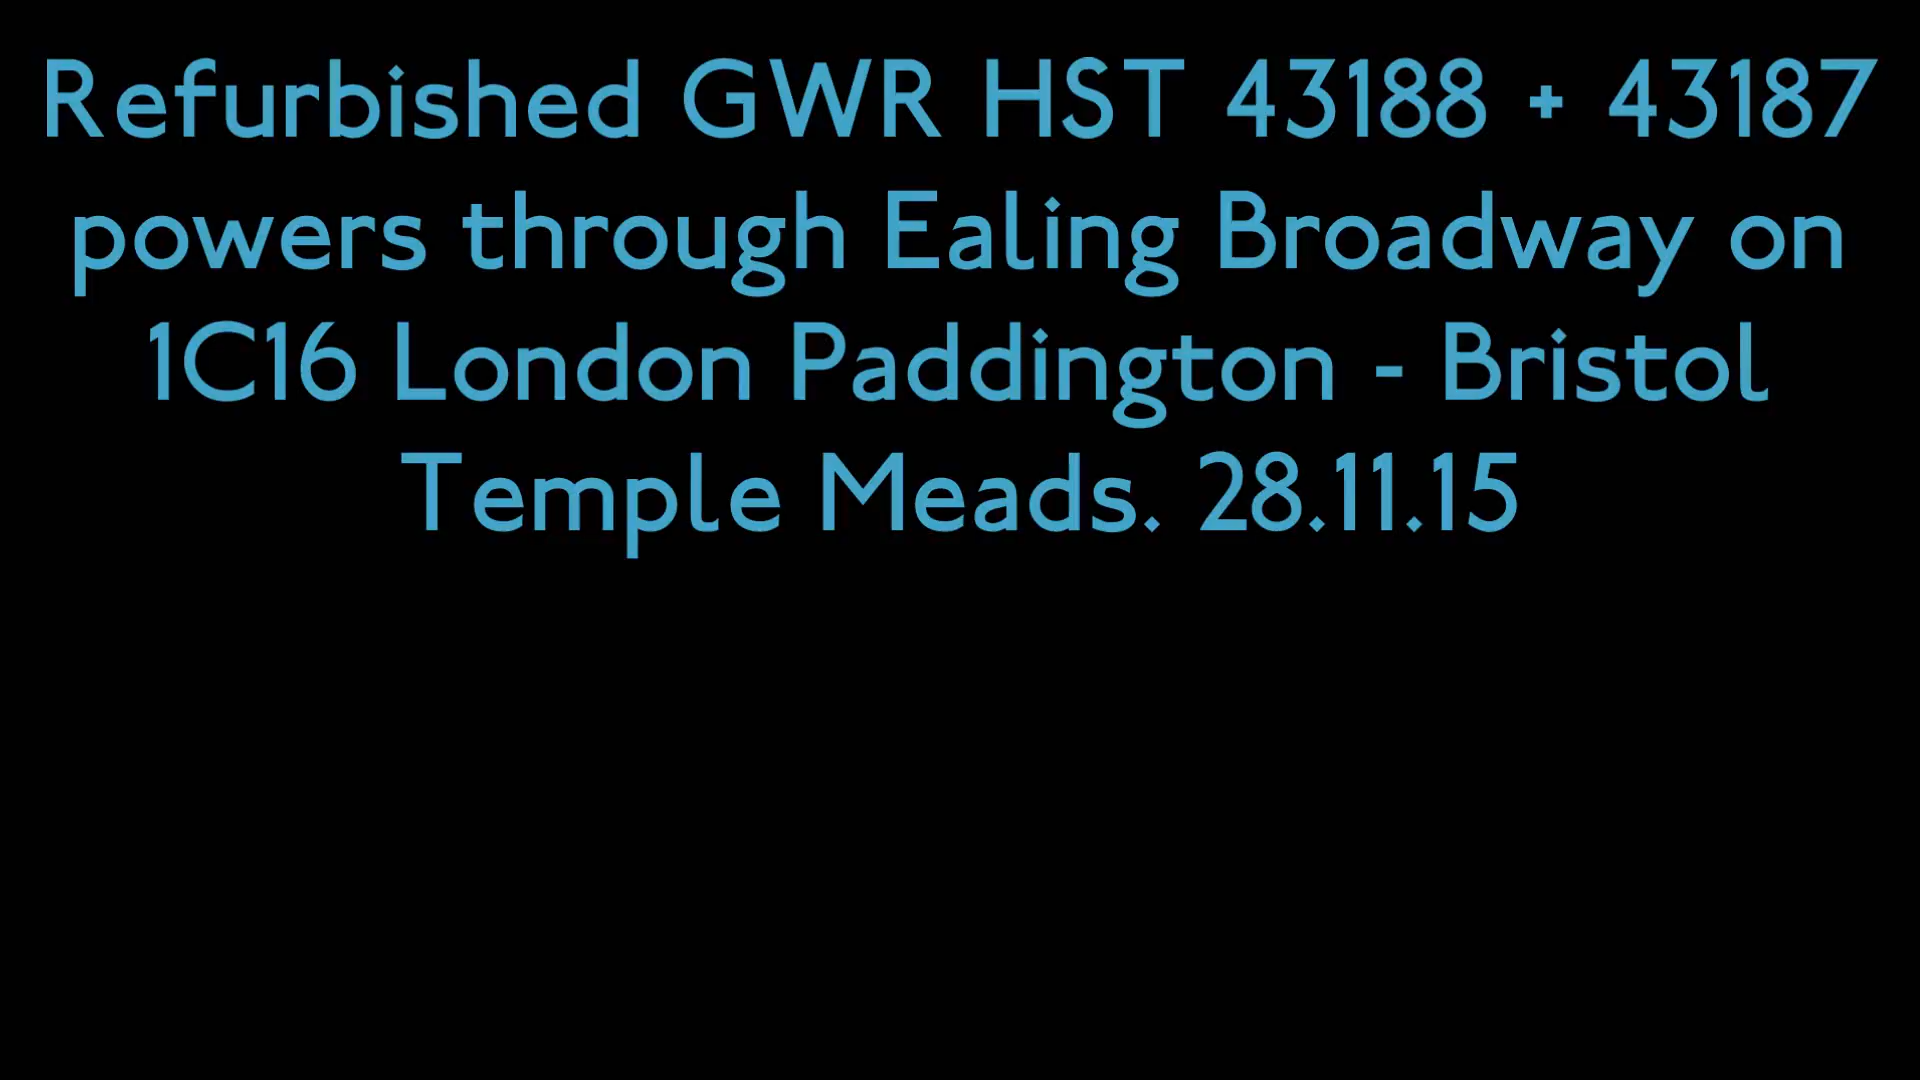 Refurbished GWR HST 43188 + 43187
powers through Ealing Broadway on
1C16 London Paddington - Bristol
Temple Meads. 28.11.15